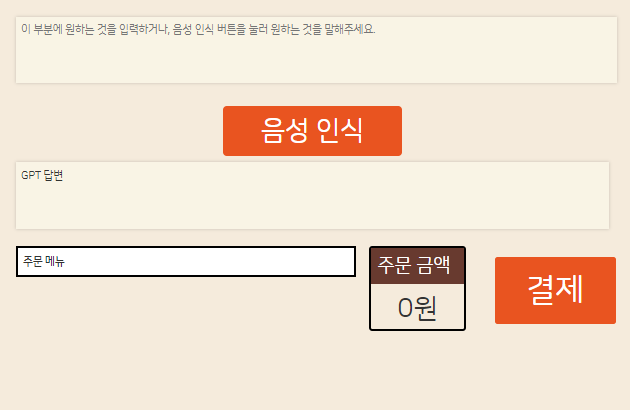 이 부분에 원하는 것을 입력하거나, 음성 인식 버튼을 눌러 원하는 것을 말해주세요.
음성 인식
GPT 답변
주문 메뉴
주문 금액
0원
결제